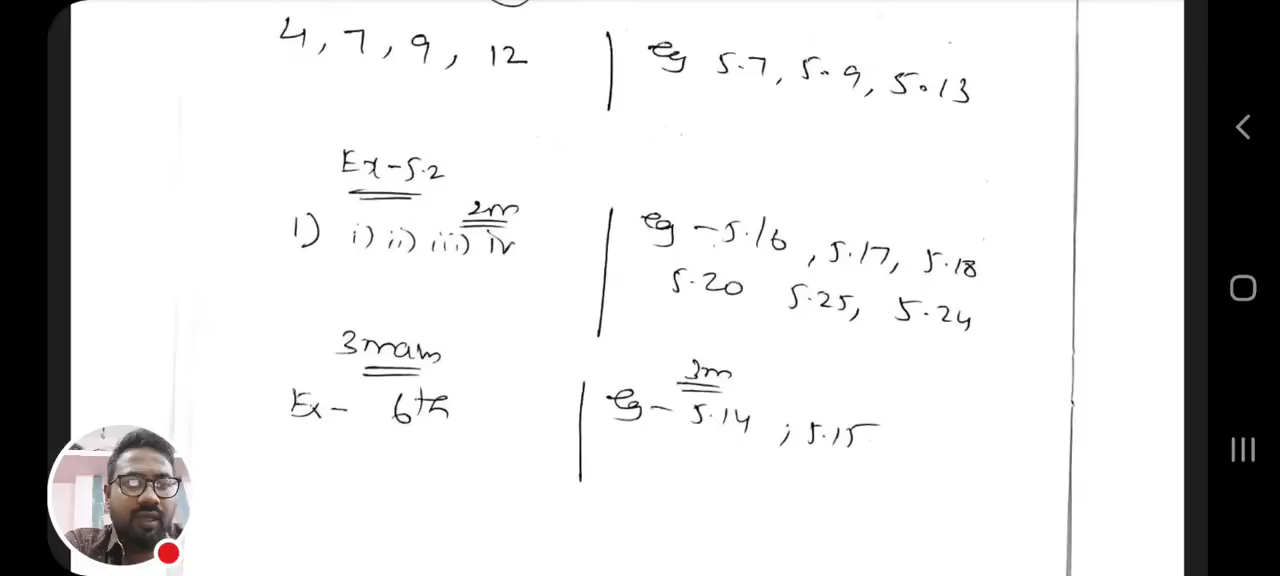 4, 7, 9, 12 | eg 5.7, 5.9, 5.13
Ex - 5.2
2m
1) i) ii) iii) iv | eg - 5.16, 5.17, 5.18
5.20 5.25, 5.24
3m
3m
Ex - 6th | eg - 5.14, 5.15